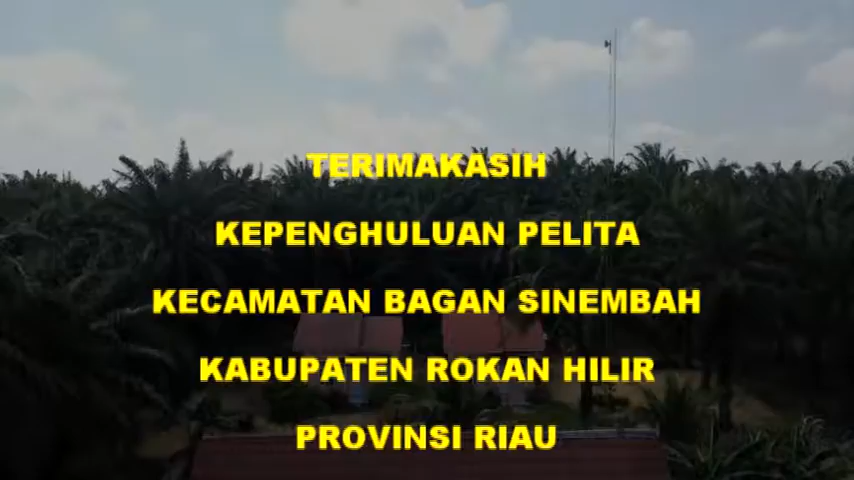 TERIMAKASIH
KEPENGHULUAN PELITA
KECAMATAN BAGAN SINEMBAH
KABUPATEN ROKAN HILIR
PROVINSI RIAU